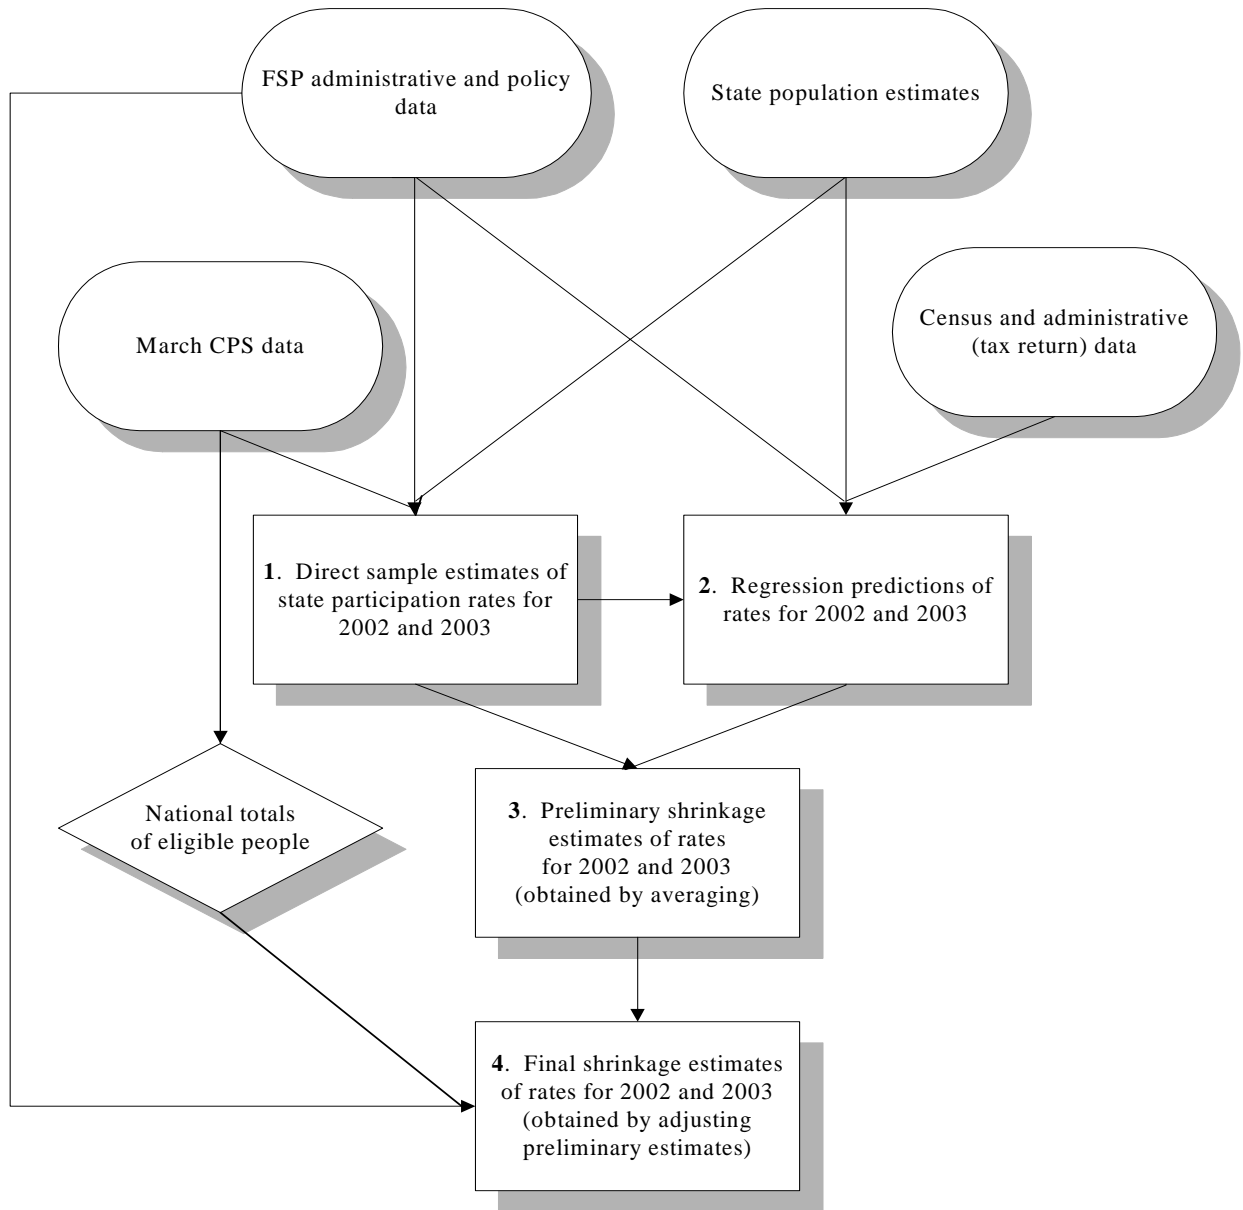 FSP administrative and policy
data
State population estimates
March CPS data
Census and administrative
(tax return) data
1. Direct sample estimates of
state participation rates for
2002 and 2003
2. Regression predictions of
rates for 2002 and 2003
National totals
of eligible people
3. Preliminary shrinkage
estimates of rates
for 2002 and 2003
(obtained by averaging)
4. Final shrinkage estimates
of rates for 2002 and 2003
(obtained by adjusting
preliminary estimates)